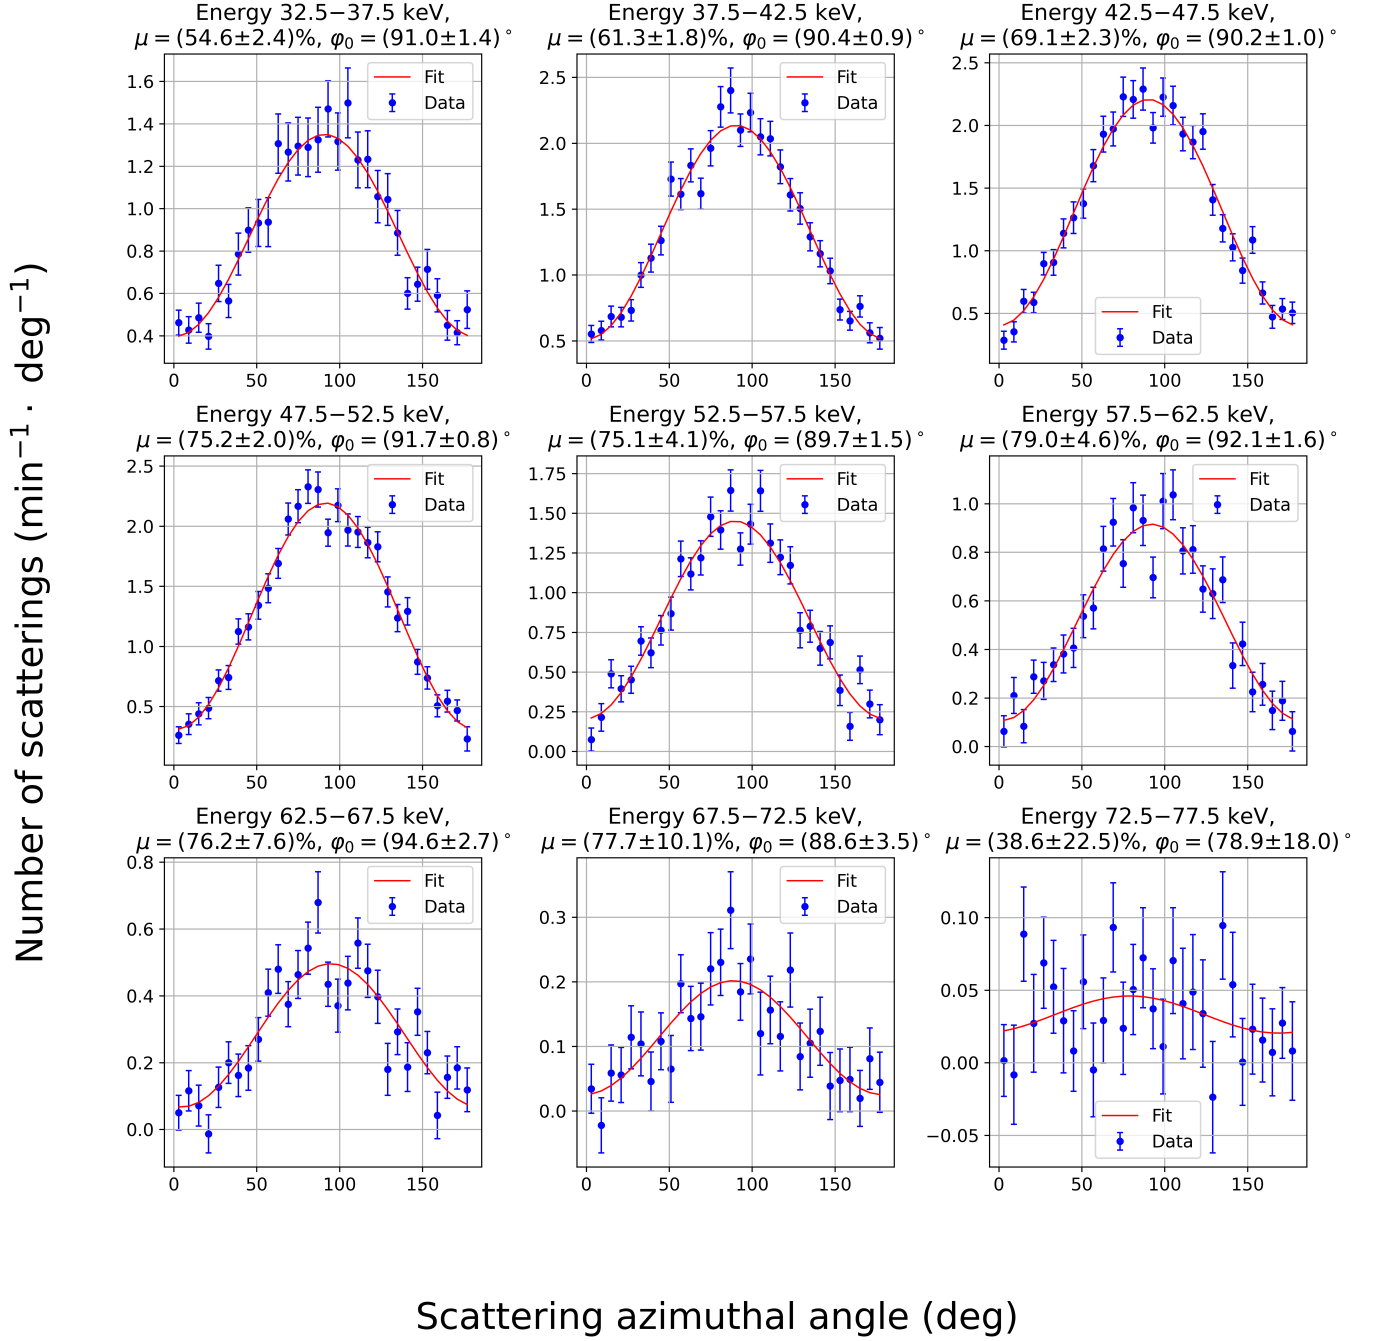 Energy 32.5−37.5 keV,
μ = (54.6±2.4)%, φ₀ = (91.0±1.4)°
Energy 37.5−42.5 keV,
μ = (61.3±1.8)%, φ₀ = (90.4±0.9)°
Energy 42.5−47.5 keV,
μ = (69.1±2.3)%, φ₀ = (90.2±1.0)°
1.6
1.4
1.2
1.0
0.8
0.6
0.4
0 50 100 150
Fit
Data
2.5
2.0
1.5
1.0
0.5
0 50 100 150
Fit
Data
2.5
2.0
1.5
1.0
0.5
0 50 100 150
Fit
Data
Number of scatterings (min⁻¹ · deg⁻¹)
Energy 47.5−52.5 keV,
μ = (75.2±2.0)%, φ₀ = (91.7±0.8)°
Energy 52.5−57.5 keV,
μ = (75.1±4.1)%, φ₀ = (89.7±1.5)°
Energy 57.5−62.5 keV,
μ = (79.0±4.6)%, φ₀ = (92.1±1.6)°
2.5
2.0
1.5
1.0
0.5
0 50 100 150
Fit
Data
1.75
1.50
1.25
1.00
0.75
0.50
0.25
0.00
0 50 100 150
Fit
Data
1.0
0.8
0.6
0.4
0.2
0.0
0 50 100 150
Fit
Data
Energy 62.5−67.5 keV,
μ = (76.2±7.6)%, φ₀ = (94.6±2.7)°
Energy 67.5−72.5 keV,
μ = (77.7±10.1)%, φ₀ = (88.6±3.5)°
Energy 72.5−77.5 keV,
μ = (38.6±22.5)%, φ₀ = (78.9±18.0)°
0.8
0.6
0.4
0.2
0.0
0 50 100 150
Fit
Data
0.3
0.2
0.1
0.0
0 50 100 150
Fit
Data
0.10
0.05
0.00
−0.05
0 50 100 150
Fit
Data
Scattering azimuthal angle (deg)